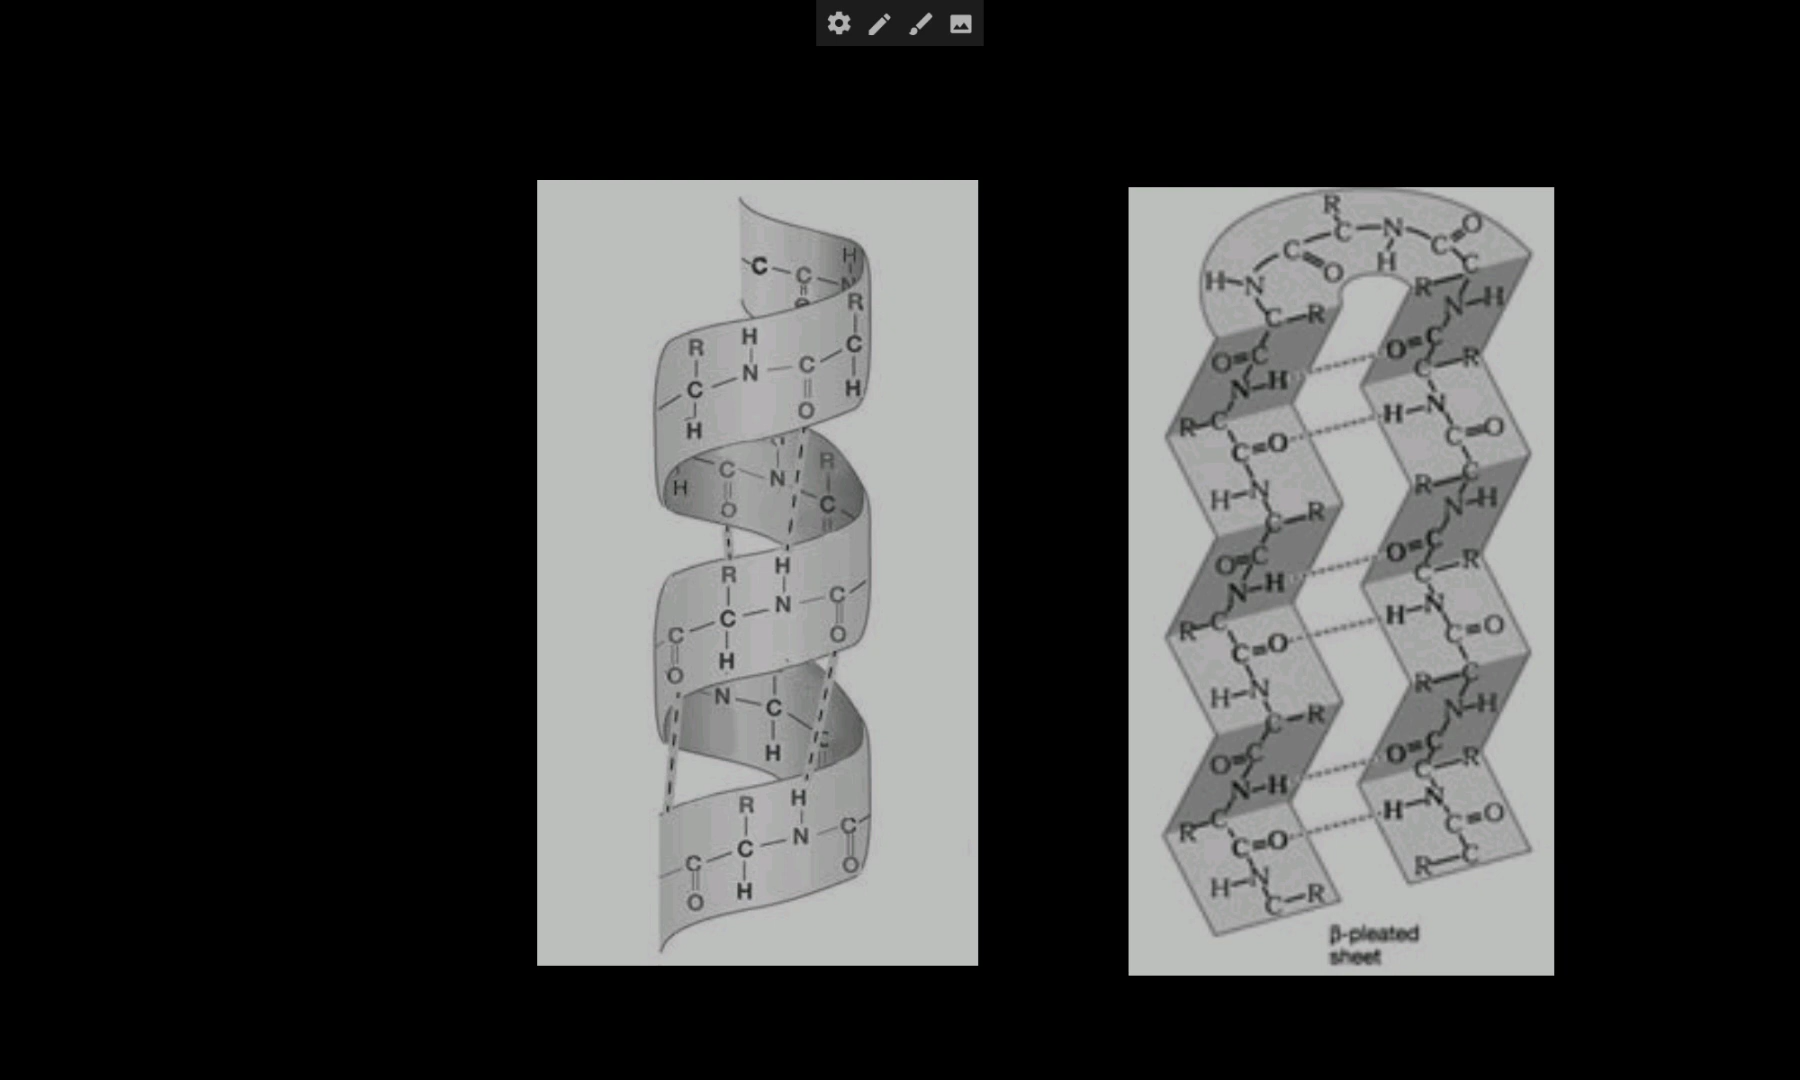 C C H
N
O R
R H C
C N C H
H O
C N R
H O C
R H
C C N C
O H O
N C
H C
R H
C C N C
O H O
R
C N C O
H N C O H C
C R R N H
O C O C R
N H C
R C H N C O
C O R C
H N N H
C R O C
O C C R
N H H N
R C C O
C O C
H N R N H
C R
O C O C R
N H C
R C H N
C O C O
H N C
C R R
β-pleated
sheet